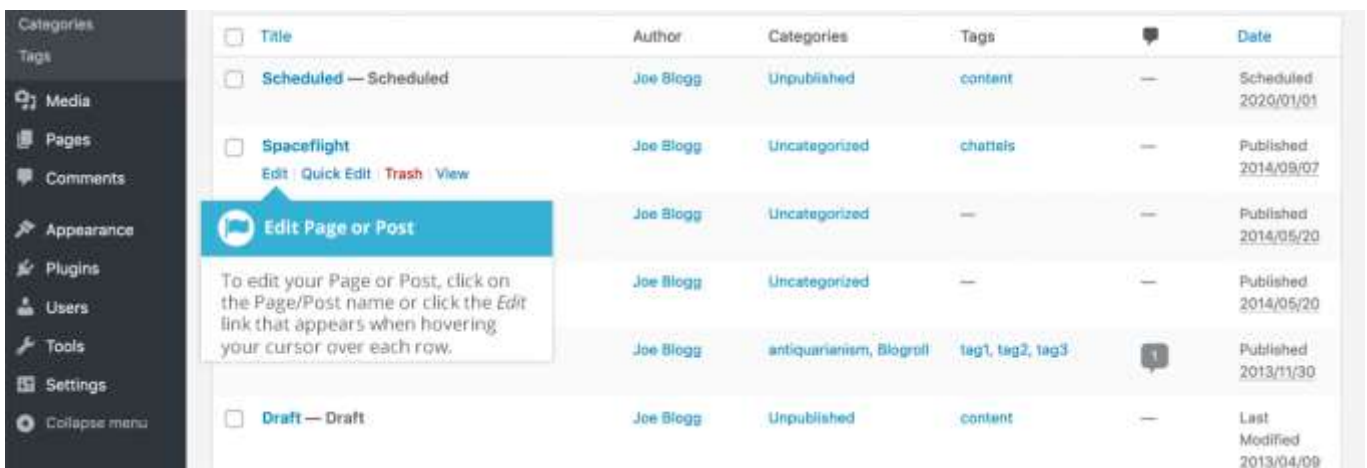 Categories
Tags
Media
Pages
Comments
Appearance
Plugins
Users
Tools
Settings
Collapse menu
Title Author Categories Tags Date
Scheduled — Scheduled Joe Blogg Unpublished content — Scheduled
2020/01/01
Spaceflight Joe Blogg Uncategorized chattels — Published
Edit | Quick Edit | Trash | View 2014/09/07
Edit Page or Post
To edit your Page or Post, click on
the Page/Post name or click the Edit
link that appears when hovering
your cursor over each row.
Joe Blogg Uncategorized — — Published
2014/05/20
Joe Blogg Uncategorized — — Published
2014/05/20
Joe Blogg antiquarianism, Blogroll tag1, tag2, tag3 1 Published
2013/11/30
Draft — Draft Joe Blogg Unpublished content — Last
Modified
2013/04/09